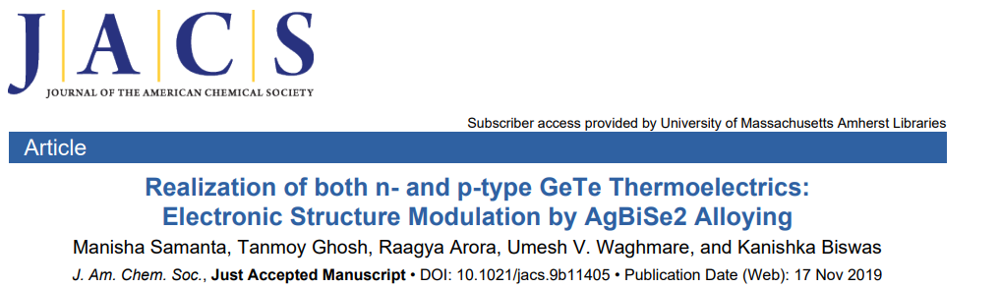 JACS
JOURNAL OF THE AMERICAN CHEMICAL SOCIETY
Subscriber access provided by University of Massachusetts Amherst Libraries
Article
Realization of both n- and p-type GeTe Thermoelectrics:
Electronic Structure Modulation by AgBiSe2 Alloying
Manisha Samanta, Tanmoy Ghosh, Raagya Arora, Umesh V. Waghmare, and Kanishka Biswas
J. Am. Chem. Soc., Just Accepted Manuscript • DOI: 10.1021/jacs.9b11405 • Publication Date (Web): 17 Nov 2019